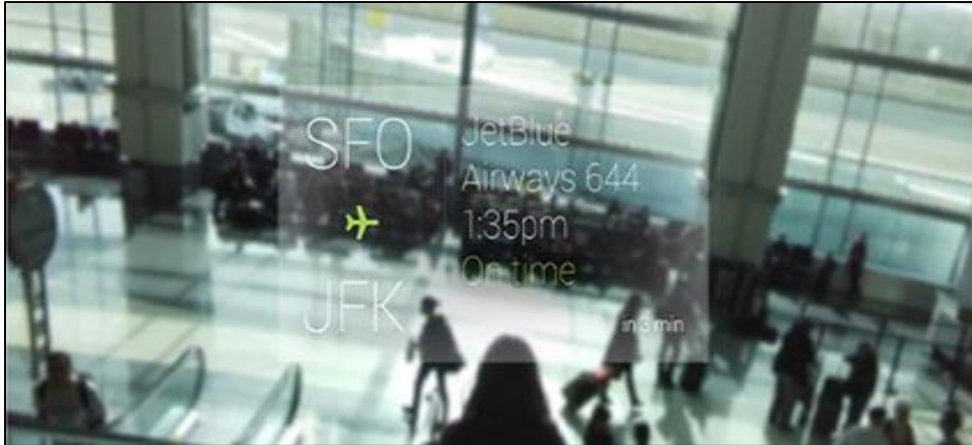 SFO
JFK
JetBlue
Airways 644
1:35pm
On time
in 3 min